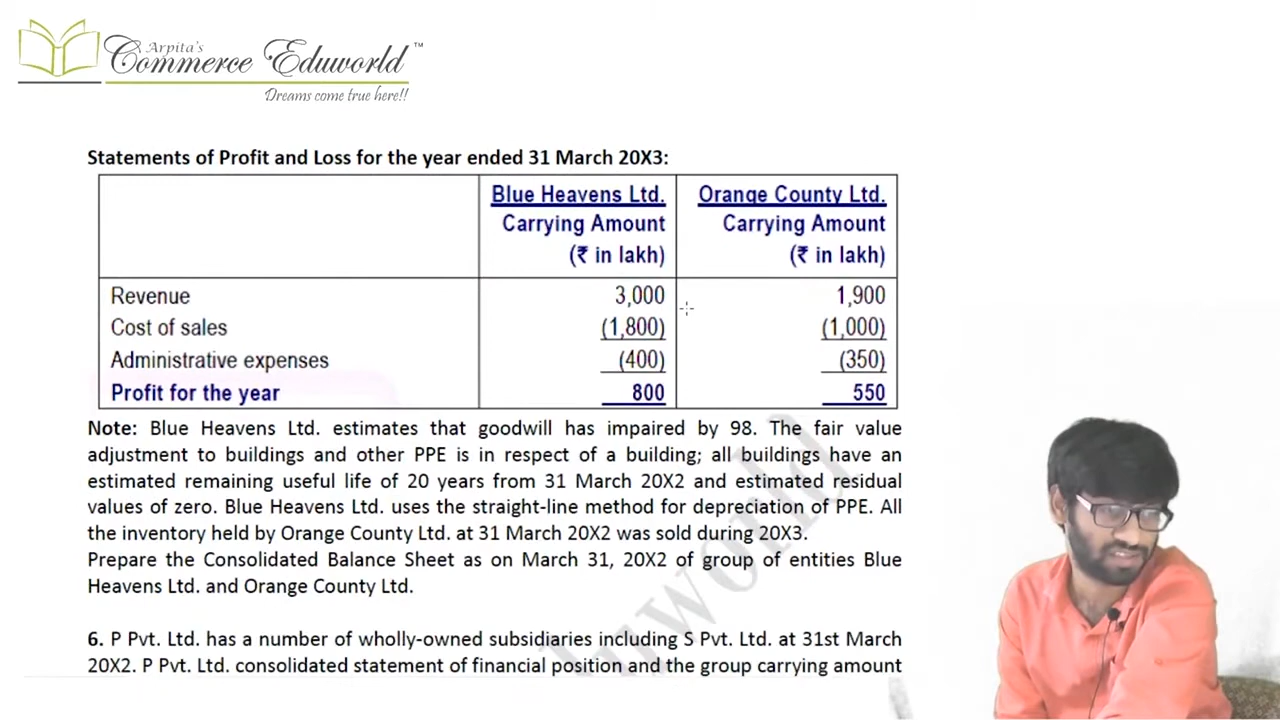 Arpita's
Commerce Eduworld™
Dreams come true here!!
Statements of Profit and Loss for the year ended 31 March 20X3:
Blue Heavens Ltd. Orange County Ltd.
Carrying Amount Carrying Amount
(₹ in lakh) (₹ in lakh)
Revenue 3,000 1,900
Cost of sales (1,800) (1,000)
Administrative expenses (400) (350)
Profit for the year 800 550
Note: Blue Heavens Ltd. estimates that goodwill has impaired by 98. The fair value
adjustment to buildings and other PPE is in respect of a building; all buildings have an
estimated remaining useful life of 20 years from 31 March 20X2 and estimated residual
values of zero. Blue Heavens Ltd. uses the straight-line method for depreciation of PPE. All
the inventory held by Orange County Ltd. at 31 March 20X2 was sold during 20X3.
Prepare the Consolidated Balance Sheet as on March 31, 20X2 of group of entities Blue
Heavens Ltd. and Orange County Ltd.
6. P Pvt. Ltd. has a number of wholly-owned subsidiaries including S Pvt. Ltd. at 31st March
20X2. P Pvt. Ltd. consolidated statement of financial position and the group carrying amount